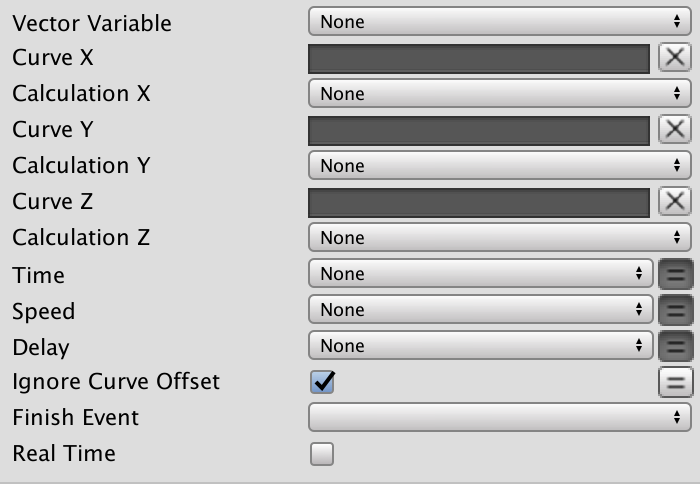 Vector Variable None
Curve X
Calculation X None
Curve Y
Calculation Y None
Curve Z
Calculation Z None
Time None
Speed None
Delay None
Ignore Curve Offset
Finish Event
Real Time